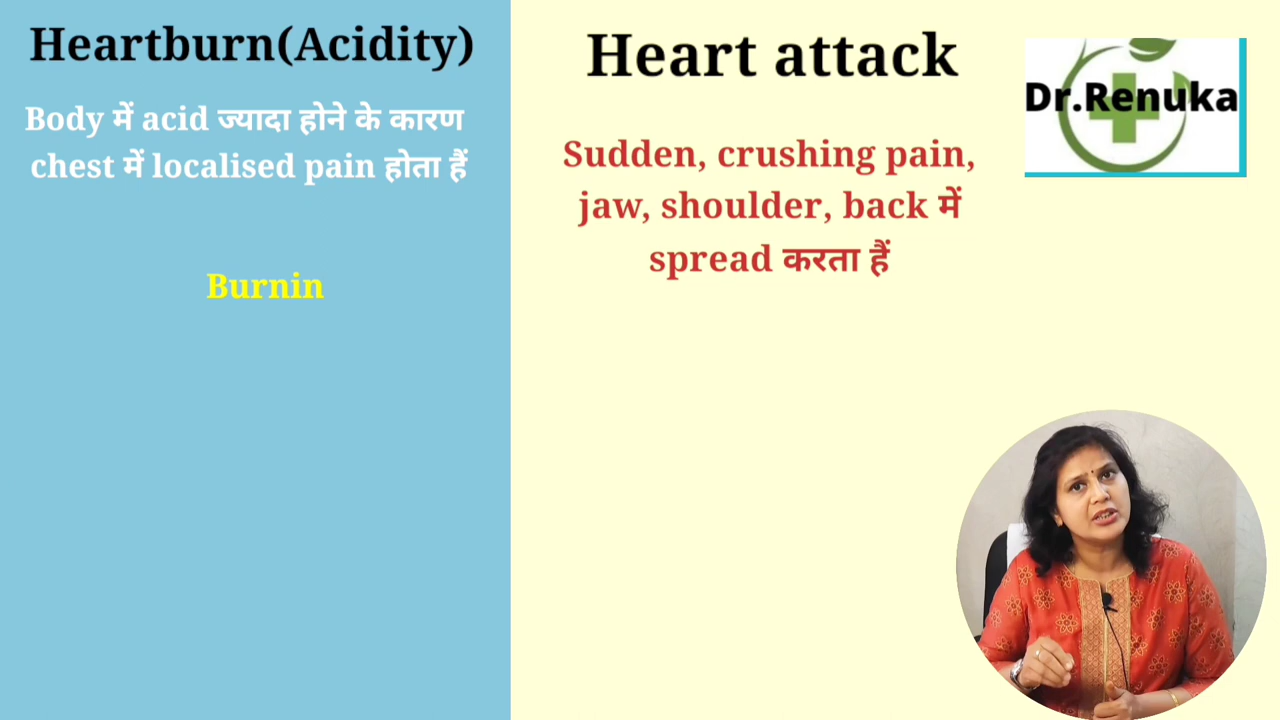 Heartburn(Acidity)
Body में acid ज्यादा होने के कारण
chest में localised pain होता हैं
Burnin
Heart attack
Sudden, crushing pain,
jaw, shoulder, back में
spread करता हैं
Dr.Renuka